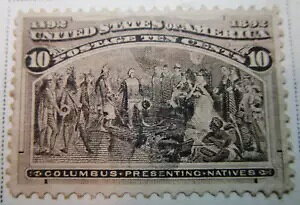 1492 1892
UNITED STATES OF AMERICA
POSTAGE TEN CENTS
10 10
COLUMBUS PRESENTING NATIVES